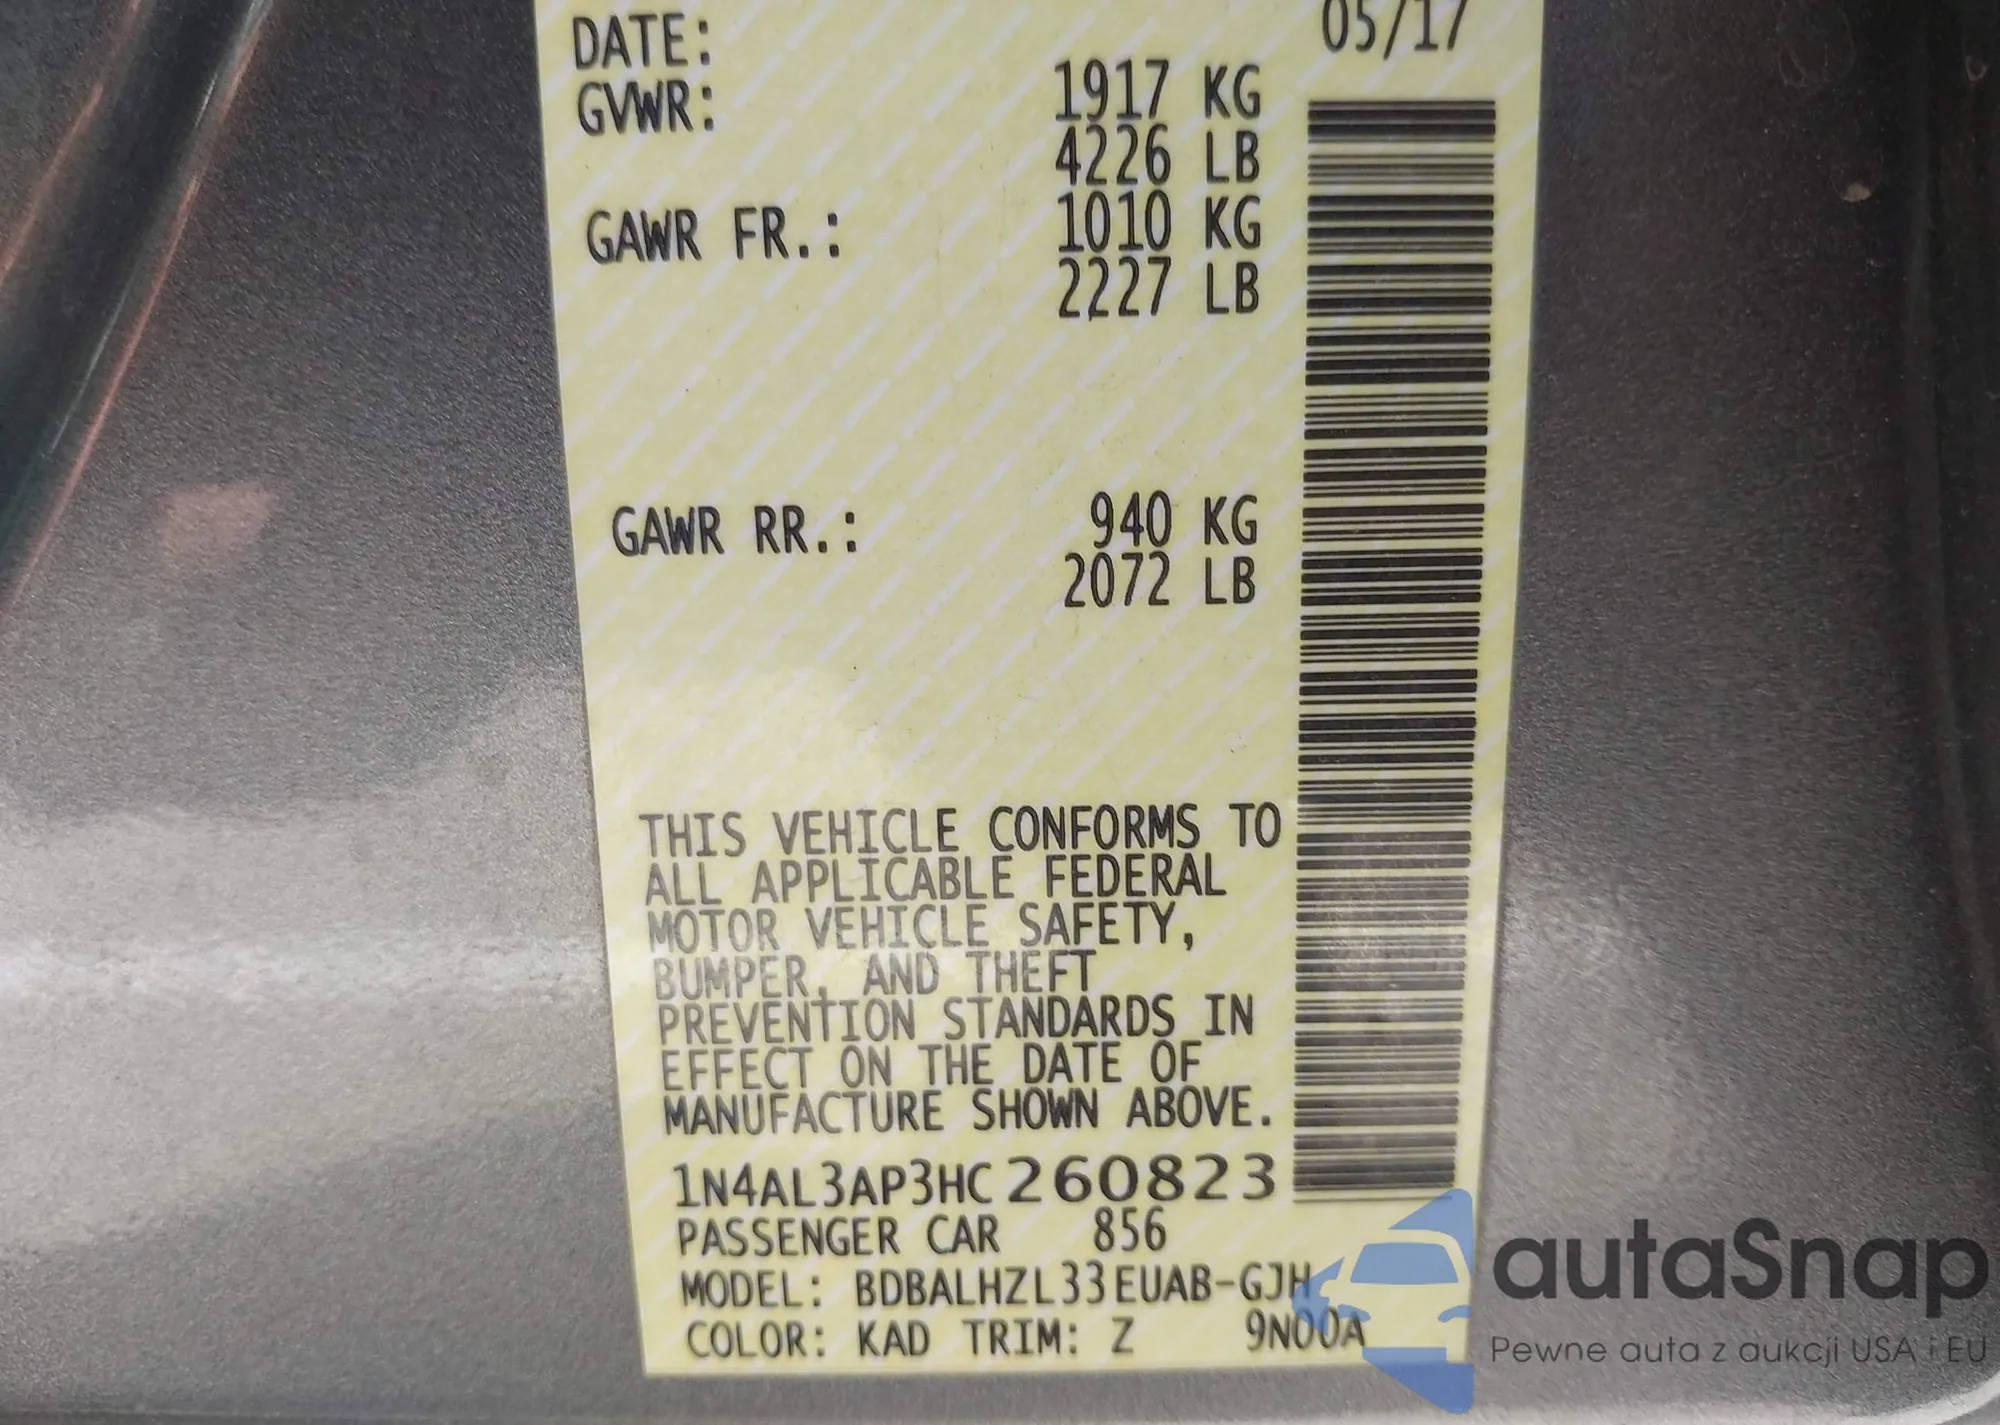 DATE: 05/17
GVWR: 1917 KG
4226 LB
GAWR FR.: 1010 KG
2227 LB
GAWR RR.: 940 KG
2072 LB
THIS VEHICLE CONFORMS TO
ALL APPLICABLE FEDERAL
MOTOR VEHICLE SAFETY,
BUMPER, AND THEFT
PREVENTION STANDARDS IN
EFFECT ON THE DATE OF
MANUFACTURE SHOWN ABOVE.
1N4AL3AP3HC260823
PASSENGER CAR 856
MODEL: BDBALHZL33EUAB-GJH
COLOR: KAD TRIM: Z 9N00A
autaSnap
Pewne auta z aukcji USA i EU